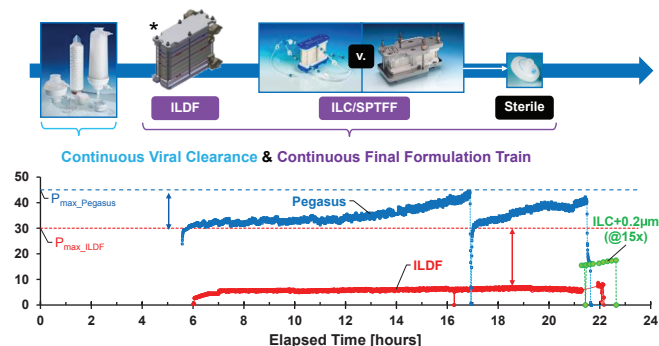 *
v.
ILDF
ILC/SPTFF
Sterile
Continuous Viral Clearance & Continuous Final Formulation Train
50
40
30
20
10
0
P_max_Pegasus
P_max_ILDF
Pegasus
ILDF
ILC+0.2µm
(@15x)
0 2 4 6 8 10 12 14 16 18 20 22 24
Elapsed Time [hours]